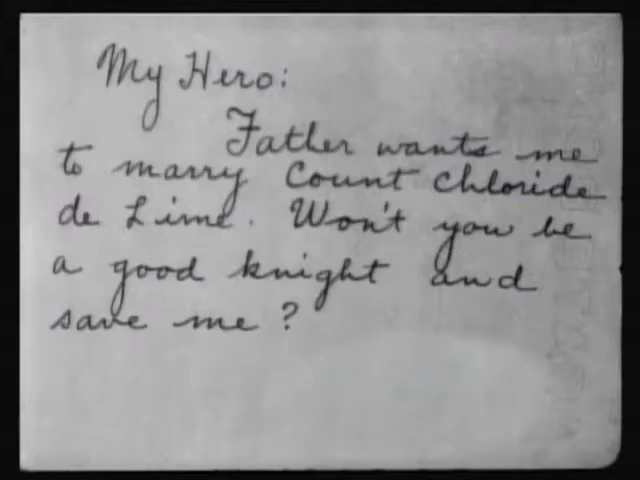 My Hero:
Father wants me
to marry Count Chloride
de Lime. Won't you be
a good knight and
save me?